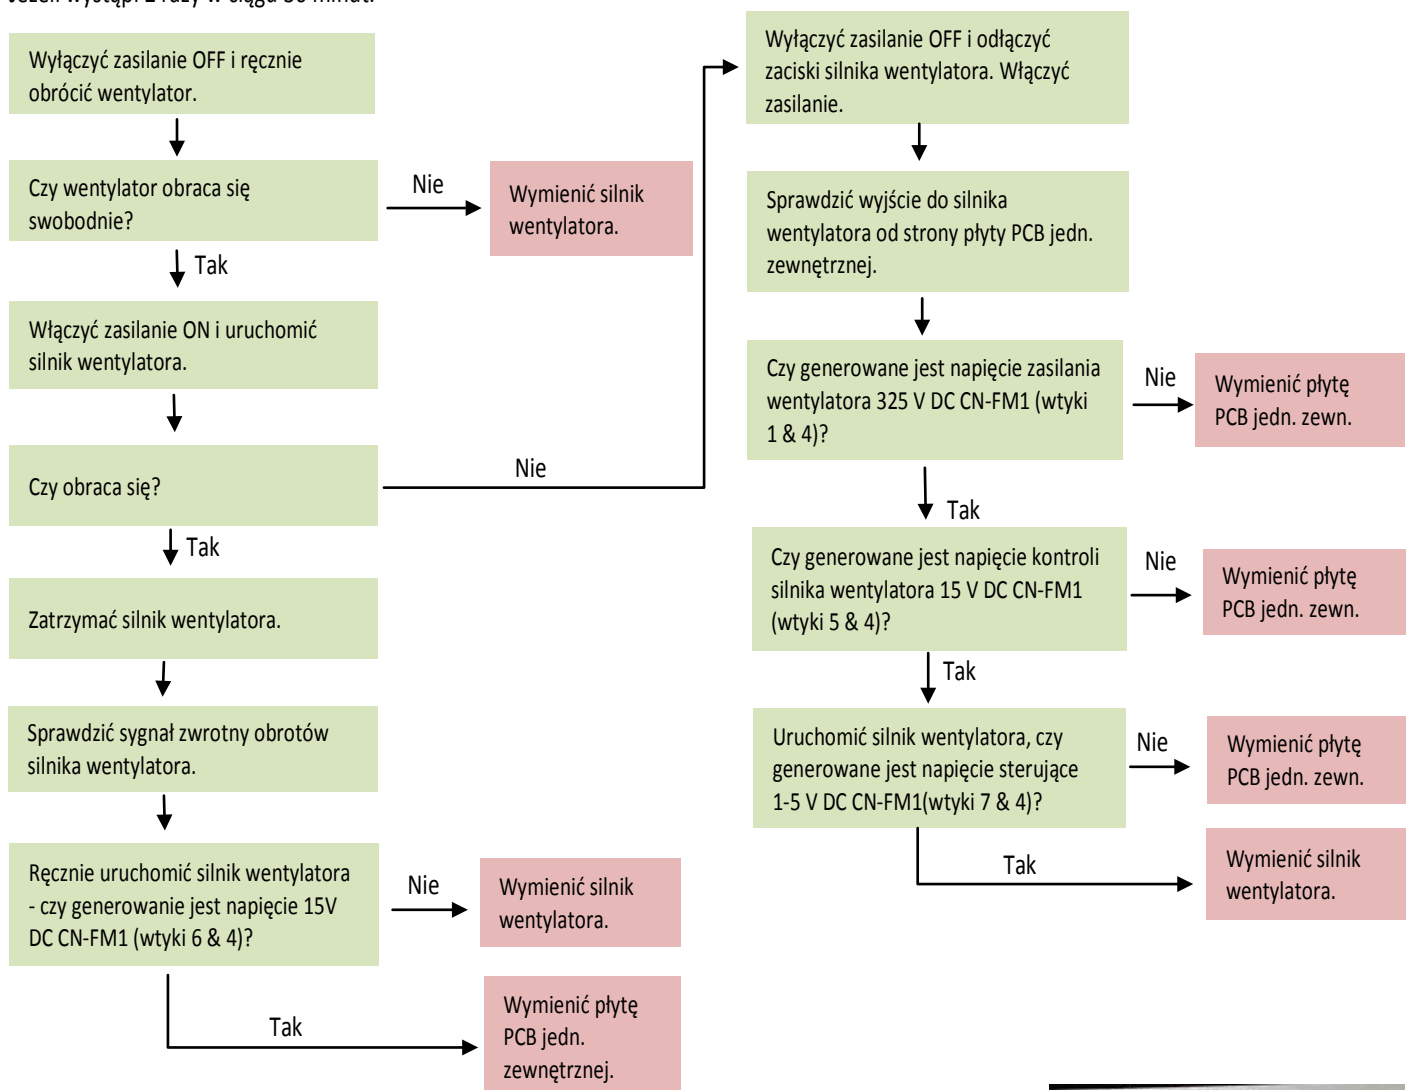 Wyłączyć zasilanie OFF i ręcznie
obrócić wentylator.
Czy wentylator obraca się
swobodnie?
Nie
Wymienić silnik
wentylatora.
Tak
Włączyć zasilanie ON i uruchomić
silnik wentylatora.
Czy obraca się?
Nie
Tak
Zatrzymać silnik wentylatora.
Sprawdzić sygnał zwrotny obrotów
silnika wentylatora.
Ręcznie uruchomić silnik wentylatora
- czy generowanie jest napięcie 15V
DC CN-FM1 (wtyki 6 & 4)?
Nie
Wymienić silnik
wentylatora.
Tak
Wymienić płytę
PCB jedn.
zewnętrznej.
Wyłączyć zasilanie OFF i odłączyć
zaciski silnika wentylatora. Włączyć
zasilanie.
Sprawdzić wyjście do silnika
wentylatora od strony płyty PCB jedn.
zewnętrznej.
Czy generowane jest napięcie zasilania
wentylatora 325 V DC CN-FM1 (wtyki
1 & 4)?
Nie
Wymienić płytę
PCB jedn. zewn.
Tak
Czy generowane jest napięcie kontroli
silnika wentylatora 15 V DC CN-FM1
(wtyki 5 & 4)?
Nie
Wymienić płytę
PCB jedn. zewn.
Tak
Uruchomić silnik wentylatora, czy
generowane jest napięcie sterujące
1-5 V DC CN-FM1(wtyki 7 & 4)?
Nie
Wymienić płytę
PCB jedn. zewn.
Tak
Wymienić silnik
wentylatora.